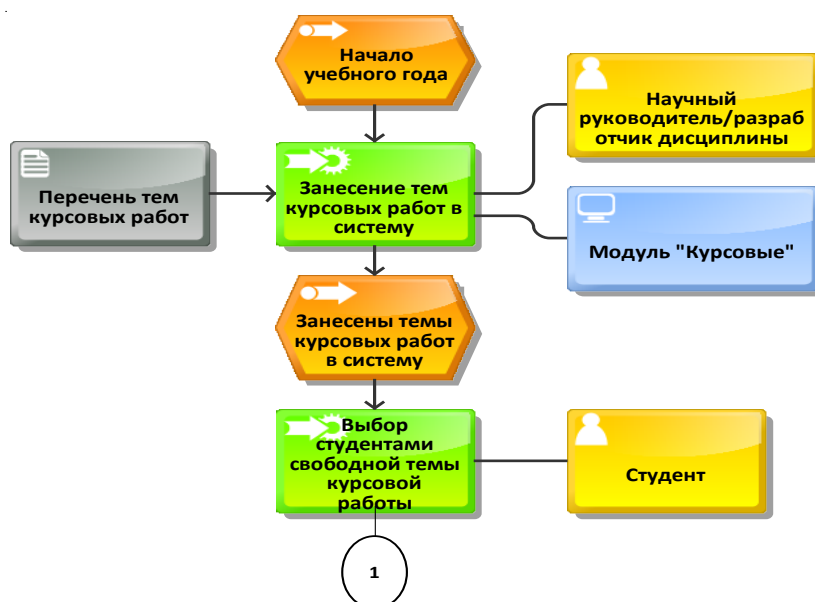 Начало
учебного года
Научный
руководитель/разраб
отчик дисциплины
Перечень тем
курсовых работ
Занесение тем
курсовых работ в
систему
Модуль "Курсовые"
Занесены темы
курсовых работ
в систему
Выбор
студентами
свободной темы
курсовой
работы
Студент
1